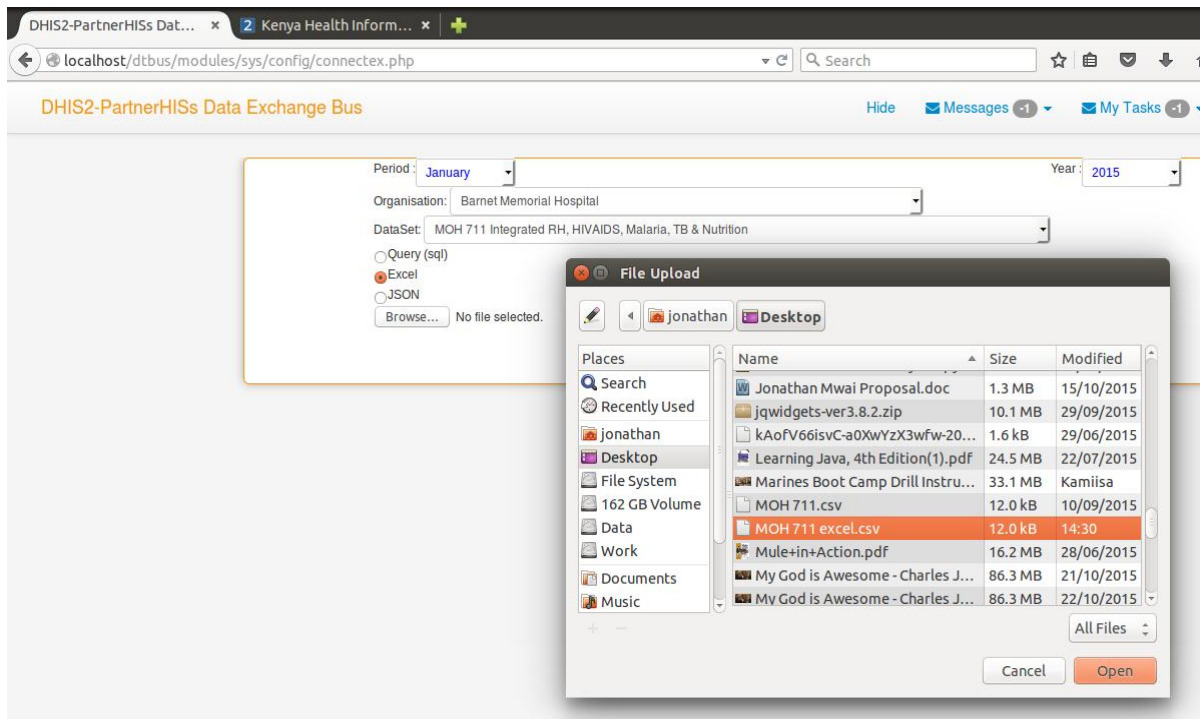 DHIS2-PartnerHISs Dat... × 2 Kenya Health Inform... ×
localhost/dtbus/modules/sys/config/connectex.php Search
DHIS2-PartnerHISs Data Exchange Bus Hide Messages -1 My Tasks -1
Period : January Year : 2015
Organisation: Barnet Memorial Hospital
DataSet: MOH 711 Integrated RH, HIVAIDS, Malaria, TB & Nutrition
Query (sql)
Excel
JSON
Browse... No file selected.
File Upload
jonathan Desktop
Places
Search
Recently Used
jonathan
Desktop
File System
162 GB Volume
Data
Work
Documents
Music
Name Size Modified
Jonathan Mwai Proposal.doc 1.3 MB 15/10/2015
jqwidgets-ver3.8.2.zip 10.1 MB 29/09/2015
kAofV66isvC-a0XwYzX3wfw-20... 1.6 kB 29/06/2015
Learning Java, 4th Edition(1).pdf 24.5 MB 22/07/2015
Marines Boot Camp Drill Instru... 33.1 MB Kamiisa
MOH 711.csv 12.0 kB 10/09/2015
MOH 711 excel.csv 12.0 kB 14:30
Mule+in+Action.pdf 16.2 MB 28/06/2015
My God is Awesome - Charles J... 86.3 MB 21/10/2015
My God is Awesome - Charles J... 86.3 MB 22/10/2015
All Files
Cancel Open